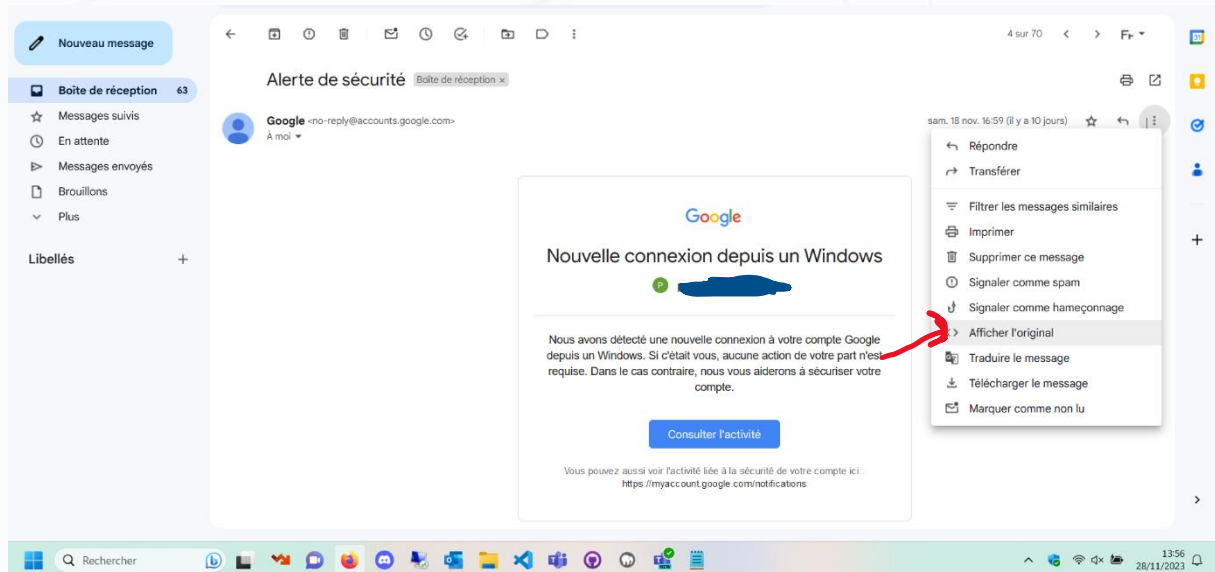 Nouveau message
4 sur 70
Fr
31
Boîte de réception 63
Messages suivis
En attente
Messages envoyés
Brouillons
Plus
Libellés
Alerte de sécurité Boîte de réception ×
Google <no-reply@accounts.google.com>
À moi
sam. 18 nov. 16:59 (il y a 10 jours)
Google
Nouvelle connexion depuis un Windows
P
Nous avons détecté une nouvelle connexion à votre compte Google
depuis un Windows. Si c'était vous, aucune action de votre part n'est
requise. Dans le cas contraire, nous vous aiderons à sécuriser votre
compte.
Consulter l'activité
Vous pouvez aussi voir l'activité liée à la sécurité de votre compte ici :
https://myaccount.google.com/notifications
Répondre
Transférer
Filtrer les messages similaires
Imprimer
Supprimer ce message
Signaler comme spam
Signaler comme hameçonnage
Afficher l'original
Traduire le message
Télécharger le message
Marquer comme non lu
Rechercher
13:56
28/11/2023